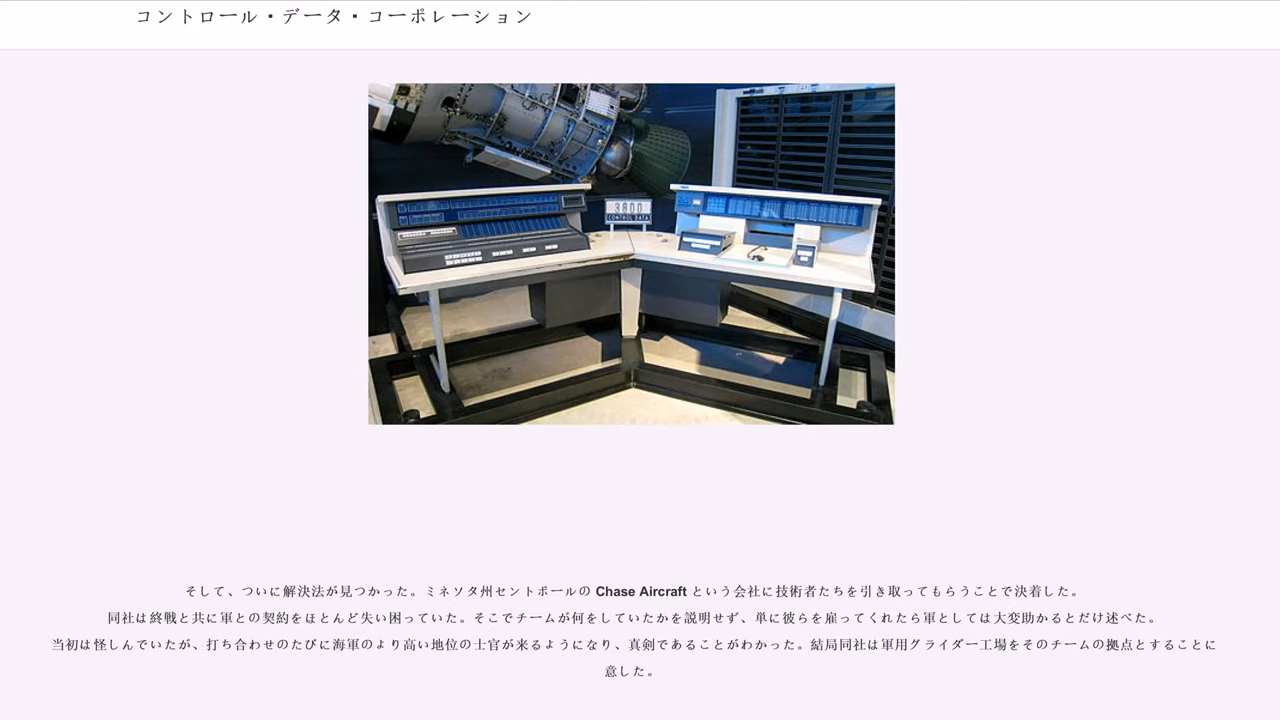 コントロール・データ・コーポレーション
3800
CONTROL DATA
そして、ついに解決法が見つかった。ミネソタ州セントポールの Chase Aircraft という会社に技術者たちを引き取ってもらうことで決着した。
同社は終戦と共に軍との契約をほとんど失い困っていた。そこでチームが何をしていたかを説明せず、単に彼らを雇ってくれたら軍としては大変助かるとだけ述べた。
当初は怪しんでいたが、打ち合わせのたびに海軍のより高い地位の士官が来るようになり、真剣であることがわかった。結局同社は軍用グライダー工場をそのチームの拠点とすることに
意した。